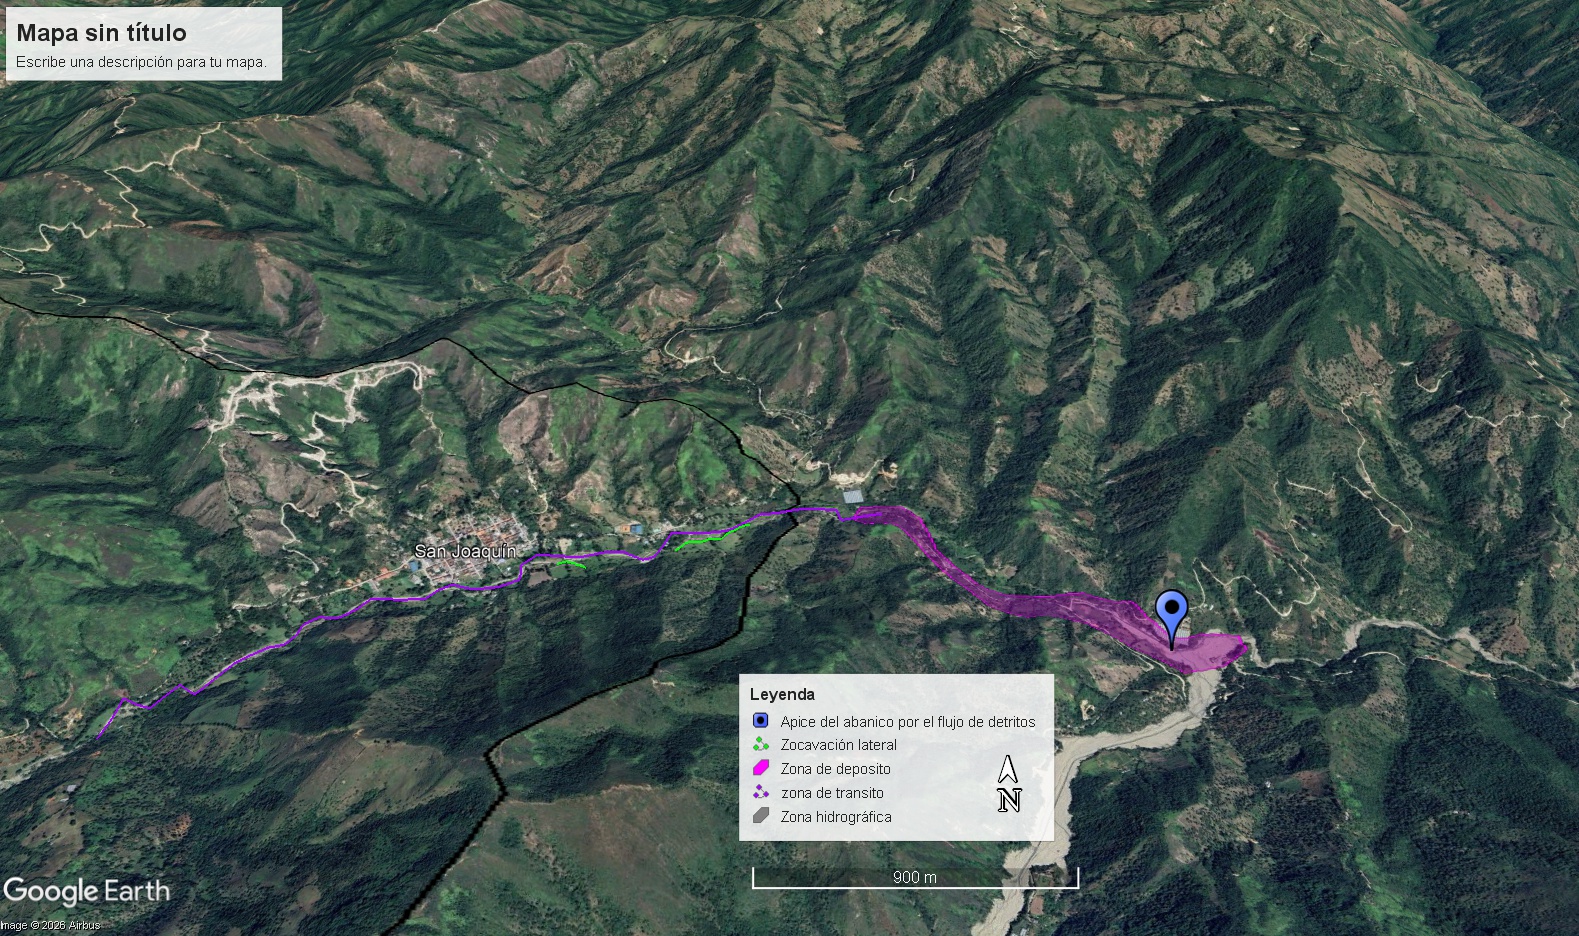 Mapa sin título
Escribe una descripción para tu mapa.
San Joaquín
Leyenda
Apice del abanico por el flujo de detritos
Zocavación lateral
Zona de deposito
zona de transito
Zona hidrográfica
N
900 m
Google Earth
Image © 2026 Airbus